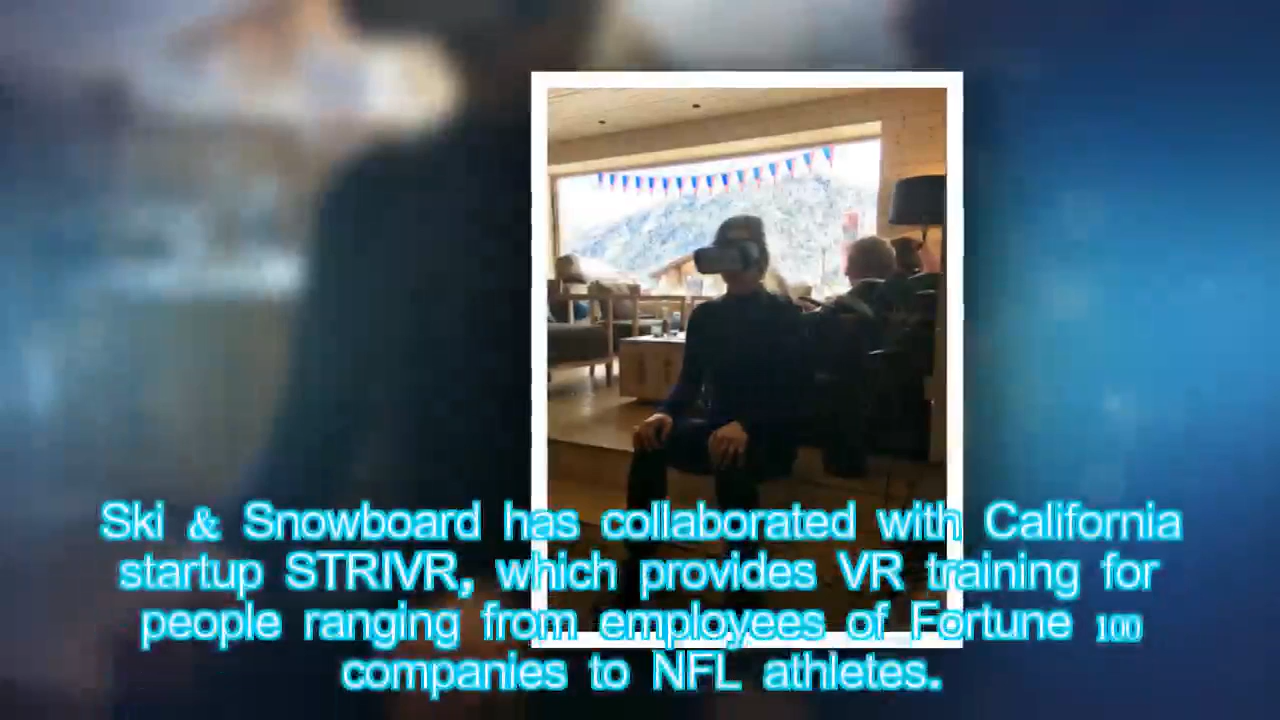 Ski & Snowboard has collaborated with California
startup STRIVR, which provides VR training for
people ranging from employees of Fortune 100
companies to NFL athletes.